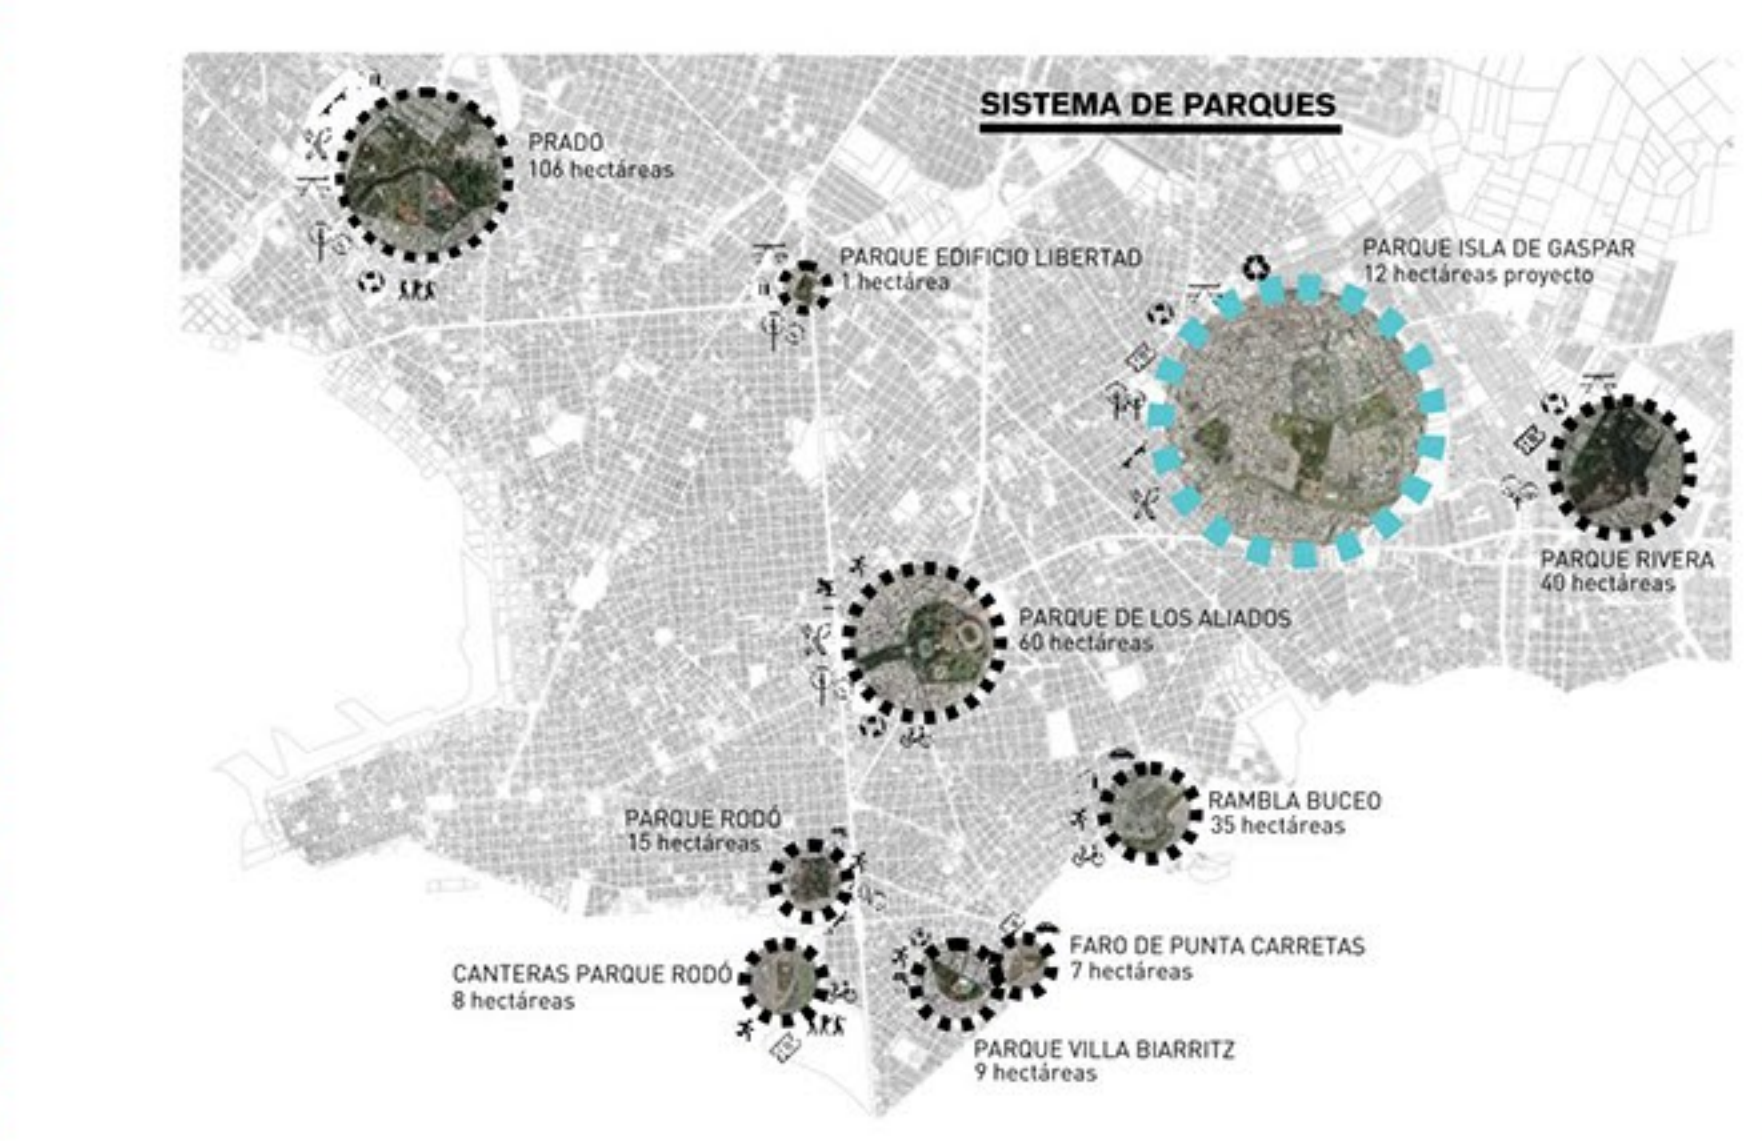 SISTEMA DE PARQUES
PRADO
106 hectáreas
PARQUE EDIFICIO LIBERTAD
1 hectárea
PARQUE ISLA DE GASPAR
12 hectáreas proyecto
PARQUE RIVERA
40 hectáreas
PARQUE DE LOS ALIADOS
60 hectáreas
RAMBLA BUCEO
35 hectáreas
PARQUE RODÓ
15 hectáreas
FARO DE PUNTA CARRETAS
7 hectáreas
CANTERAS PARQUE RODÓ
8 hectáreas
PARQUE VILLA BIARRITZ
9 hectáreas